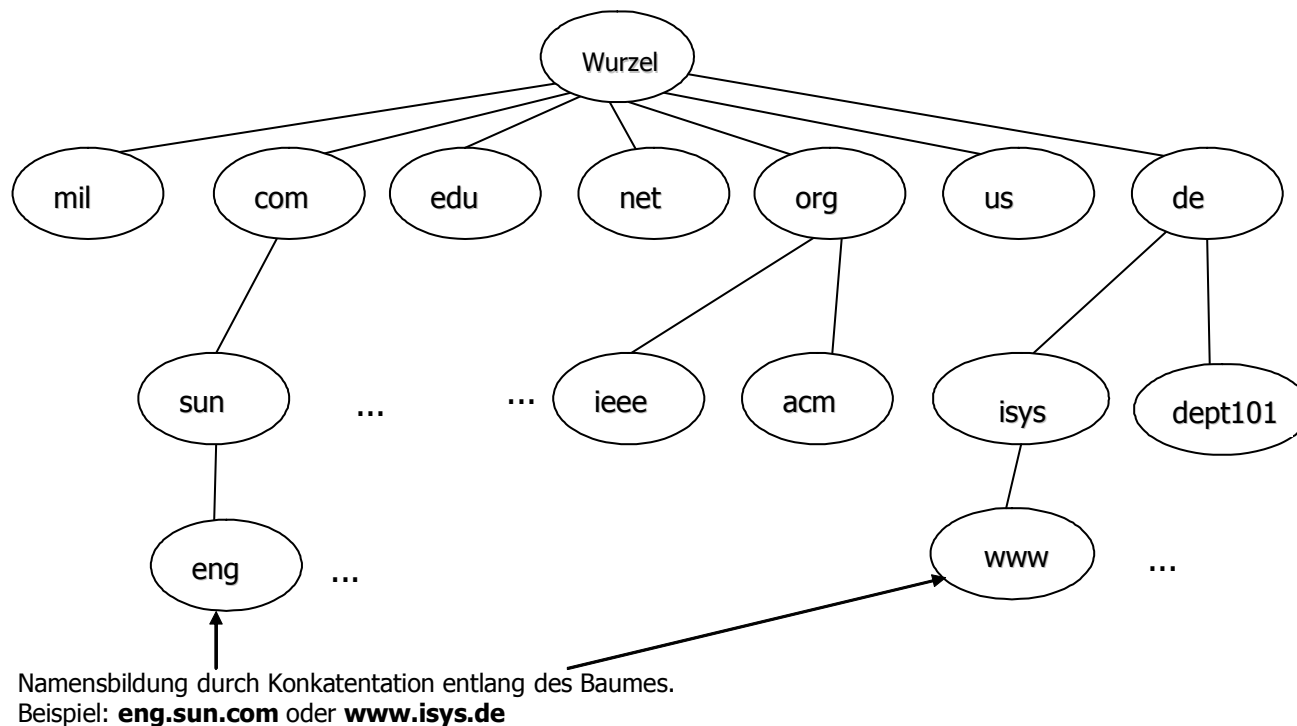 Wurzel
mil com edu net org us de
sun ... ... ieee acm isys dept101
eng ... www ...
Namensbildung durch Konkatentation entlang des Baumes.
Beispiel: eng.sun.com oder www.isys.de